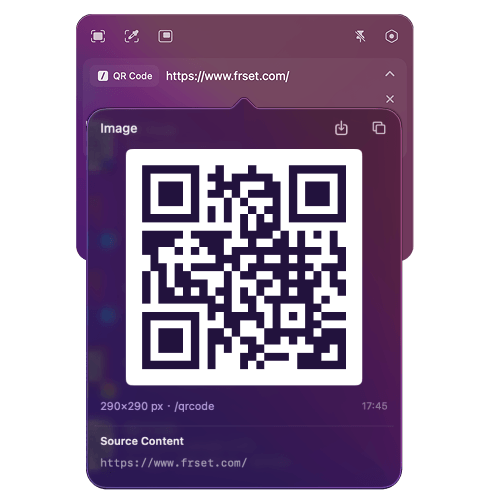 QR Code https://www.frset.com/
Image
290×290 px · /qrcode 17:45
Source Content
https://www.frset.com/